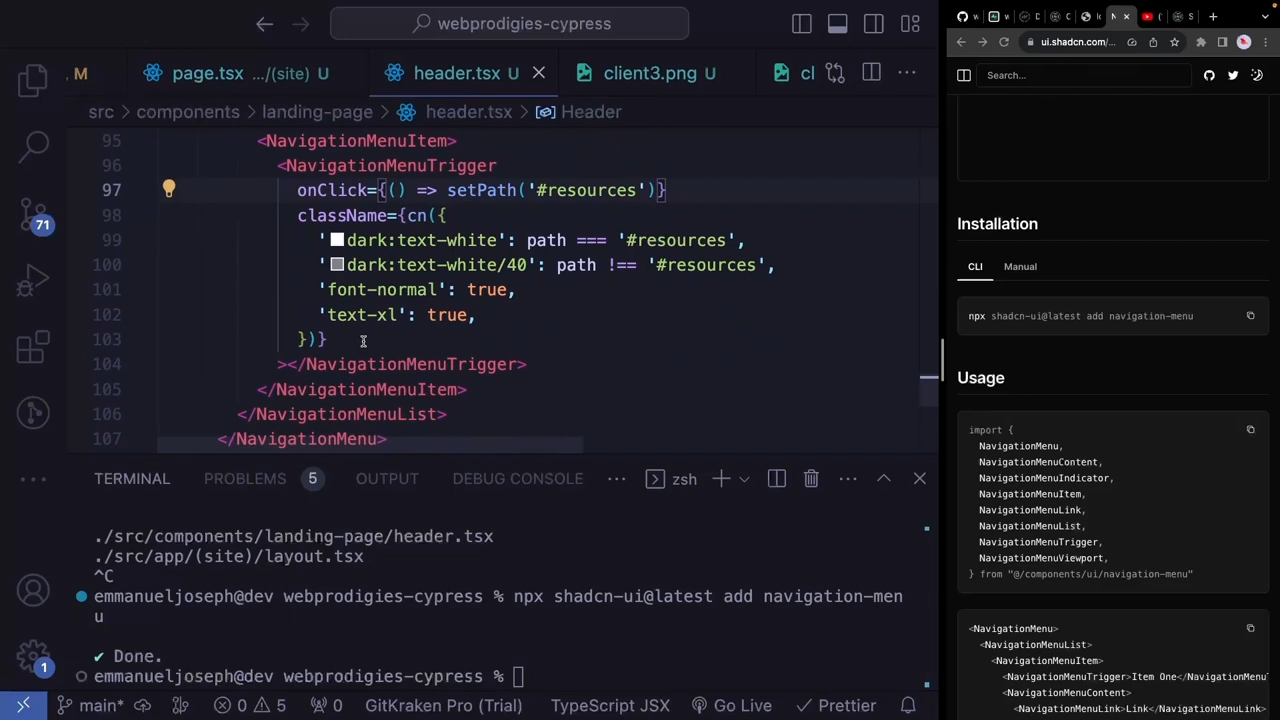 webprodigies-cypress
M
page.tsx .../(site) U
header.tsx U
client3.png U
cl
src > components > landing-page > header.tsx > Header
95 <NavigationMenuItem>
96 <NavigationMenuTrigger
97 onClick={() => setPath('#resources')}
98 className={cn({
99 'dark:text-white': path === '#resources',
100 'dark:text-white/40': path !== '#resources',
101 'font-normal': true,
102 'text-xl': true,
103 })}
104 ></NavigationMenuTrigger>
105 </NavigationMenuItem>
106 </NavigationMenuList>
107 </NavigationMenu>
71
1
TERMINAL PROBLEMS 5 OUTPUT DEBUG CONSOLE ... zsh
./src/components/landing-page/header.tsx
./src/app/(site)/layout.tsx
^C
emmanueljoseph@dev webprodigies-cypress % npx shadcn-ui@latest add navigation-men
u
✔ Done.
emmanueljoseph@dev webprodigies-cypress %
main* 0 5 0 GitKraken Pro (Trial) TypeScript JSX Go Live Prettier
ui.shadcn.com/...
Search...
Installation
CLI Manual
npx shadcn-ui@latest add navigation-menu
Usage
import {
NavigationMenu,
NavigationMenuContent,
NavigationMenuIndicator,
NavigationMenuItem,
NavigationMenuLink,
NavigationMenuList,
NavigationMenuTrigger,
NavigationMenuViewport,
} from "@/components/ui/navigation-menu"
<NavigationMenu>
<NavigationMenuList>
<NavigationMenuItem>
<NavigationMenuTrigger>Item One</NavigationMenuT
<NavigationMenuContent>
<NavigationMenuLink>Link</NavigationMenuLink>